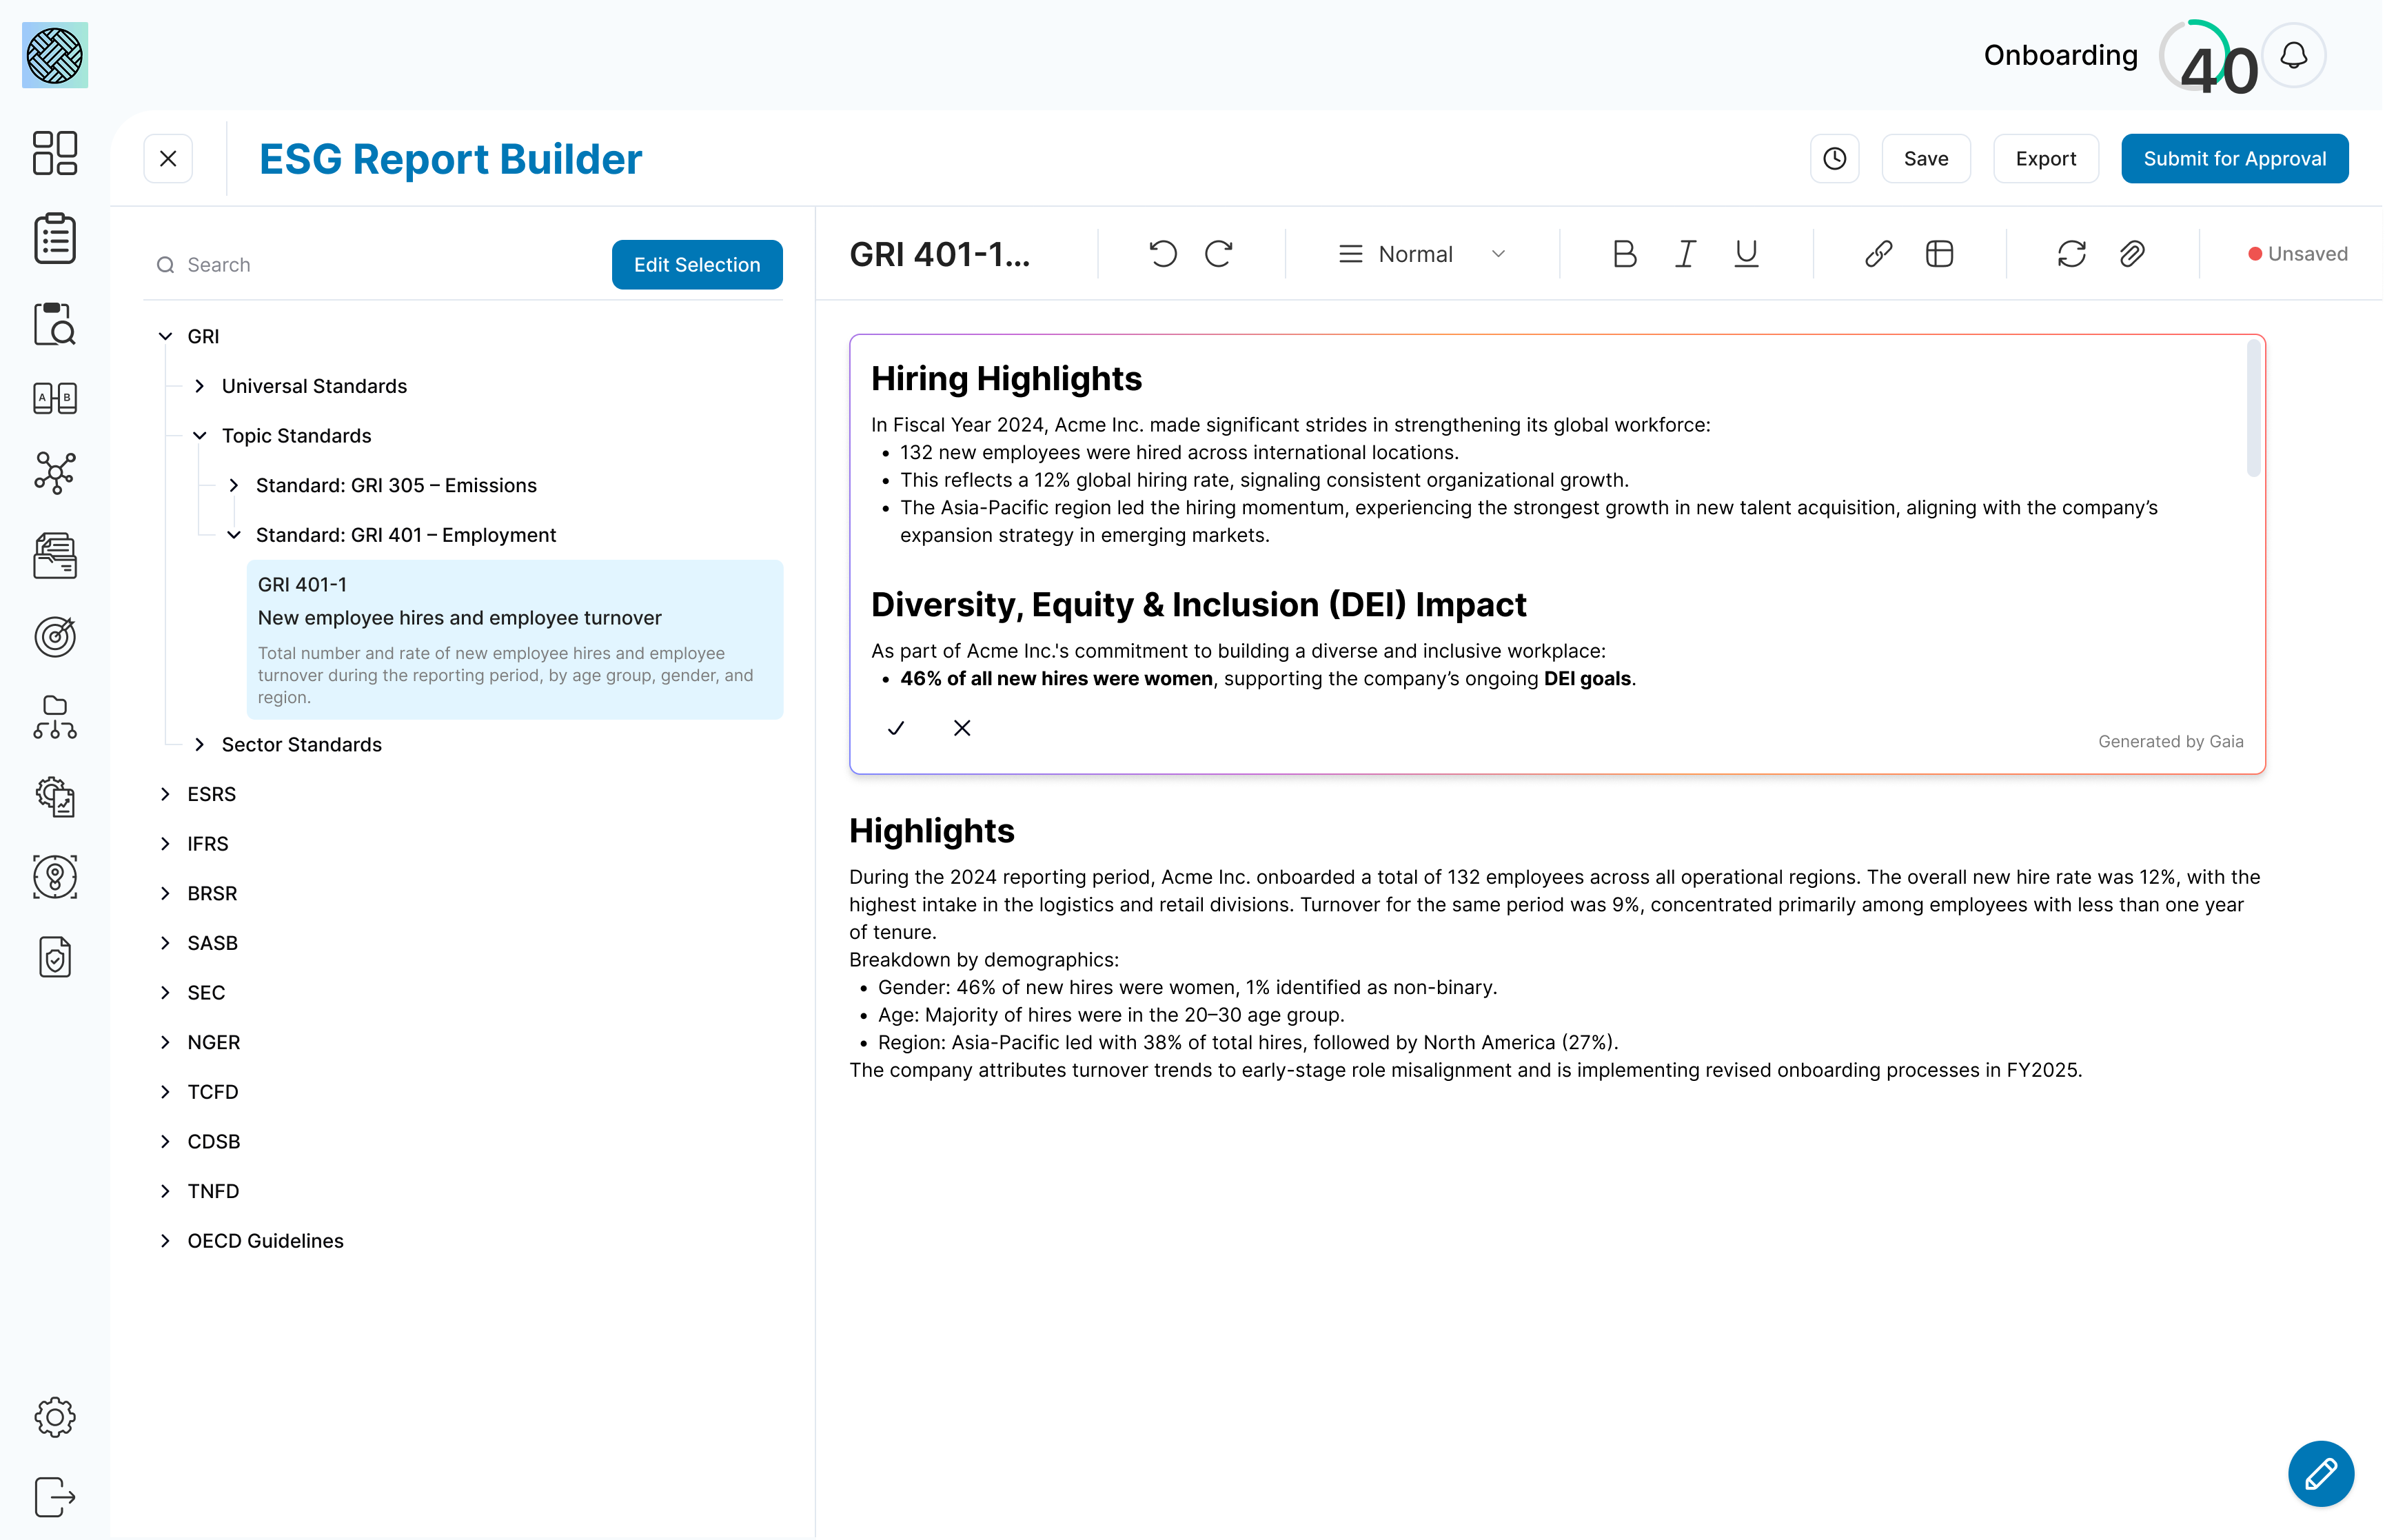 Onboarding
40
ESG Report Builder
Save
Export
Submit for Approval
Search
Edit Selection
GRI 401-1...
Normal
B I U
Unsaved
GRI
Universal Standards
Topic Standards
Standard: GRI 305 – Emissions
Standard: GRI 401 – Employment
GRI 401-1
New employee hires and employee turnover
Total number and rate of new employee hires and employee
turnover during the reporting period, by age group, gender, and
region.
Sector Standards
ESRS
IFRS
BRSR
SASB
SEC
NGER
TCFD
CDSB
TNFD
OECD Guidelines
A B
Hiring Highlights
In Fiscal Year 2024, Acme Inc. made significant strides in strengthening its global workforce:
• 132 new employees were hired across international locations.
• This reflects a 12% global hiring rate, signaling consistent organizational growth.
• The Asia-Pacific region led the hiring momentum, experiencing the strongest growth in new talent acquisition, aligning with the company’s
expansion strategy in emerging markets.
Diversity, Equity & Inclusion (DEI) Impact
As part of Acme Inc.'s commitment to building a diverse and inclusive workplace:
• 46% of all new hires were women, supporting the company’s ongoing DEI goals.
Generated by Gaia
Highlights
During the 2024 reporting period, Acme Inc. onboarded a total of 132 employees across all operational regions. The overall new hire rate was 12%, with the
highest intake in the logistics and retail divisions. Turnover for the same period was 9%, concentrated primarily among employees with less than one year
of tenure.
Breakdown by demographics:
• Gender: 46% of new hires were women, 1% identified as non-binary.
• Age: Majority of hires were in the 20–30 age group.
• Region: Asia-Pacific led with 38% of total hires, followed by North America (27%).
The company attributes turnover trends to early-stage role misalignment and is implementing revised onboarding processes in FY2025.